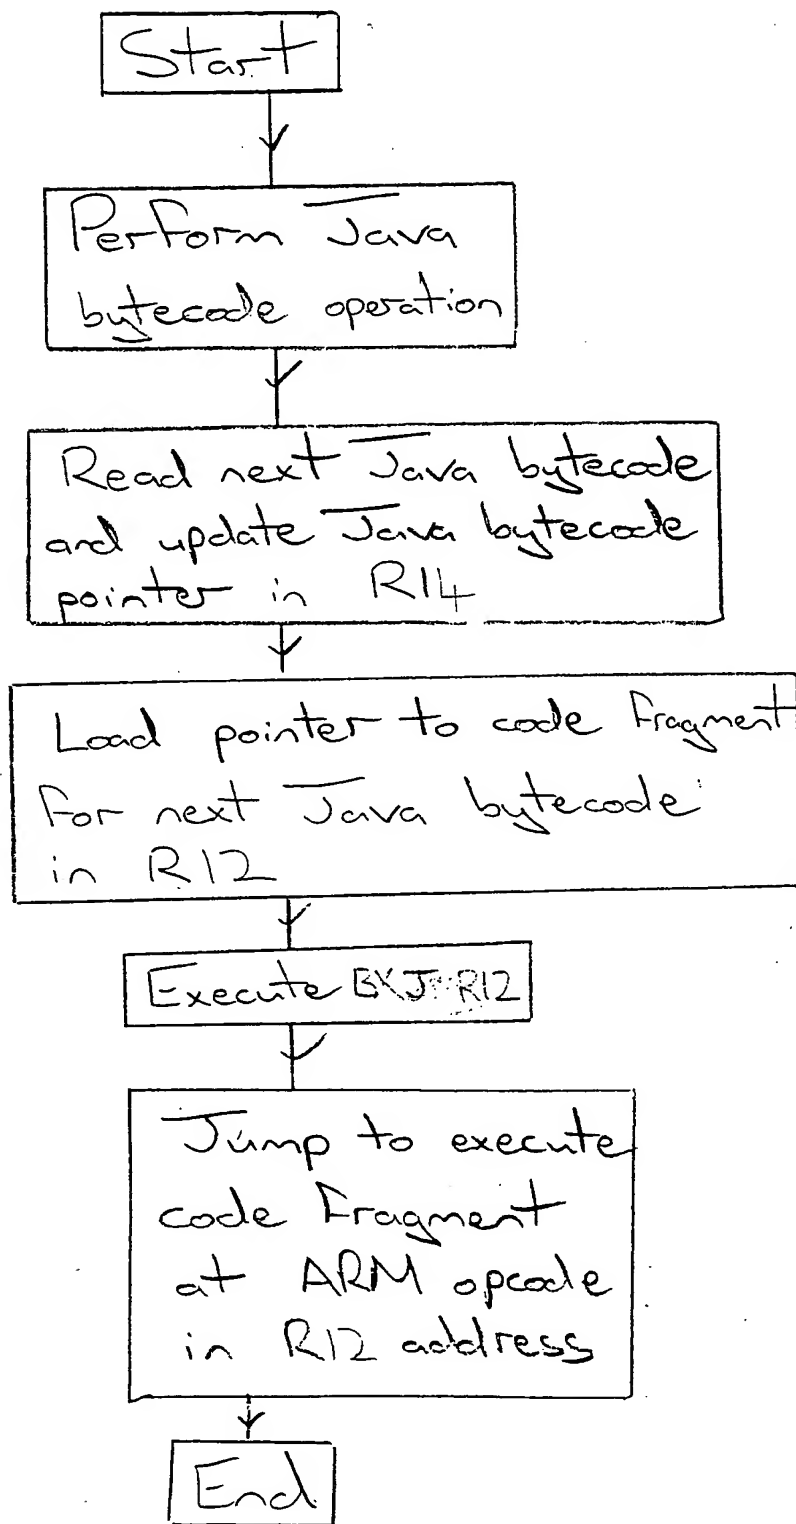 Start
Perform Java
bytecode operation
Read next Java bytecode
and update Java bytecode
pointer in R14
Load pointer to code Fragment
For next Java bytecode
in R12
Execute BXJ R12
Jump to execute
code Fragment
at ARM opcode
in R12 address
End